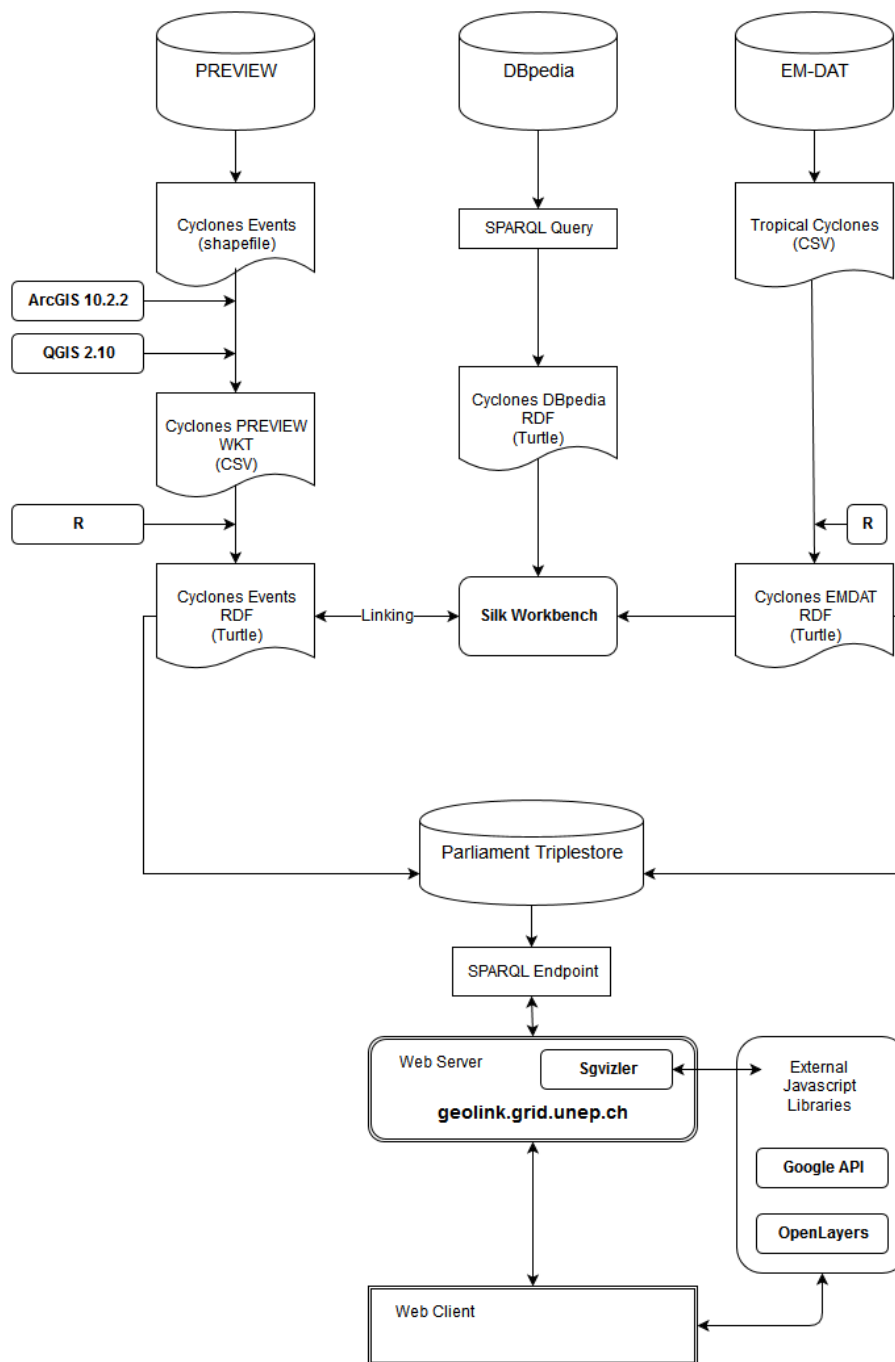 PREVIEW
DBpedia
EM-DAT
Cyclones Events
(shapefile)
SPARQL Query
Tropical Cyclones
(CSV)
ArcGIS 10.2.2
QGIS 2.10
Cyclones PREVIEW
WKT
(CSV)
Cyclones DBpedia
RDF
(Turtle)
R
R
Cyclones Events
RDF
(Turtle)
Linking
Silk Workbench
Cyclones EMDAT
RDF
(Turtle)
Parliament Triplestore
SPARQL Endpoint
Web Server
Sgvizler
geolink.grid.unep.ch
External
Javascript
Libraries
Google API
OpenLayers
Web Client